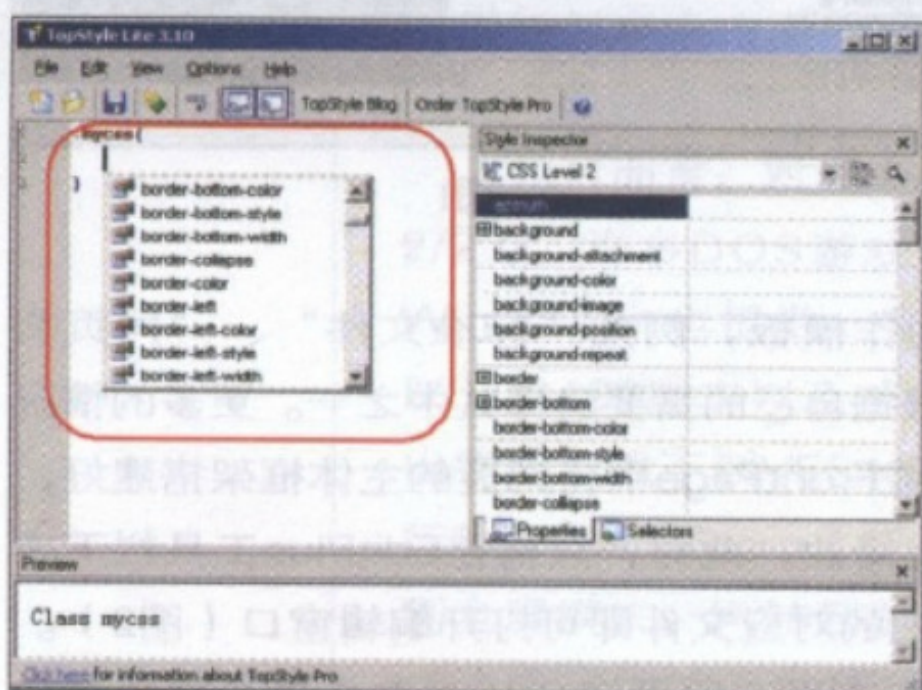 TopStyle Lite 3.10
File Edit View Options Help
TopStyle Blog Order TopStyle Pro
.mycss{
}
border-bottom-color
border-bottom-style
border-bottom-width
border-collapse
border-color
border-left
border-left-color
border-left-style
border-left-width
Style Inspector
CSS Level 2
azimuth
background
background-attachment
background-color
background-image
background-position
background-repeat
border
border-bottom
border-bottom-color
border-bottom-style
border-bottom-width
border-collapse
Properties Selectors
Preview
Class mycss
Click here for information about TopStyle Pro